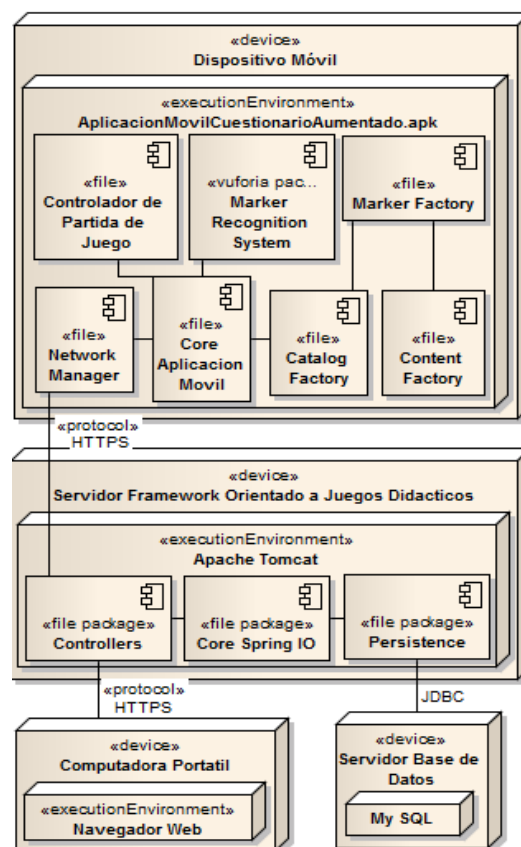 «device»
Dispositivo Móvil
«executionEnvironment»
AplicacionMovilCuestionarioAumentado.apk
«file»
Controlador de
Partida de
Juego
«vuforia pac...
Marker
Recognition
System
«file»
Marker Factory
«file»
Network
Manager
«file»
Core
Aplicacion
Movil
«file»
Catalog
Factory
«file»
Content
Factory
«protocol»
HTTPS
«device»
Servidor Framework Orientado a Juegos Didacticos
«executionEnvironment»
Apache Tomcat
«file package»
Controllers
«file package»
Core Spring IO
«file package»
Persistence
«protocol»
HTTPS
JDBC
«device»
Computadora Portatil
«executionEnvironment»
Navegador Web
«device»
Servidor Base de
Datos
My SQL